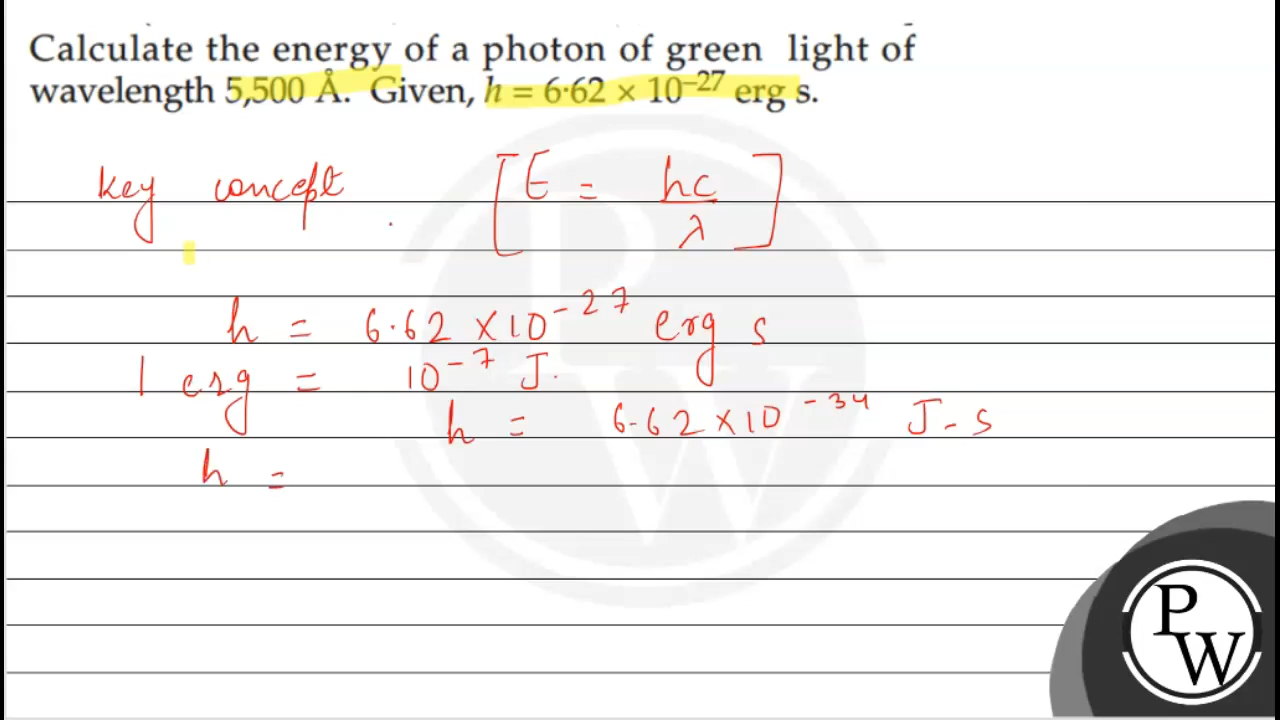 Calculate the energy of a photon of green light of
wavelength 5,500 Å. Given, h = 6·62 × 10⁻²⁷ erg s.
key concept [E = hc/λ]
h = 6.62 × 10⁻²⁷ erg s
1 erg = 10⁻⁷ J.
h = 6.62 × 10⁻³⁴ J-s
h =
PW